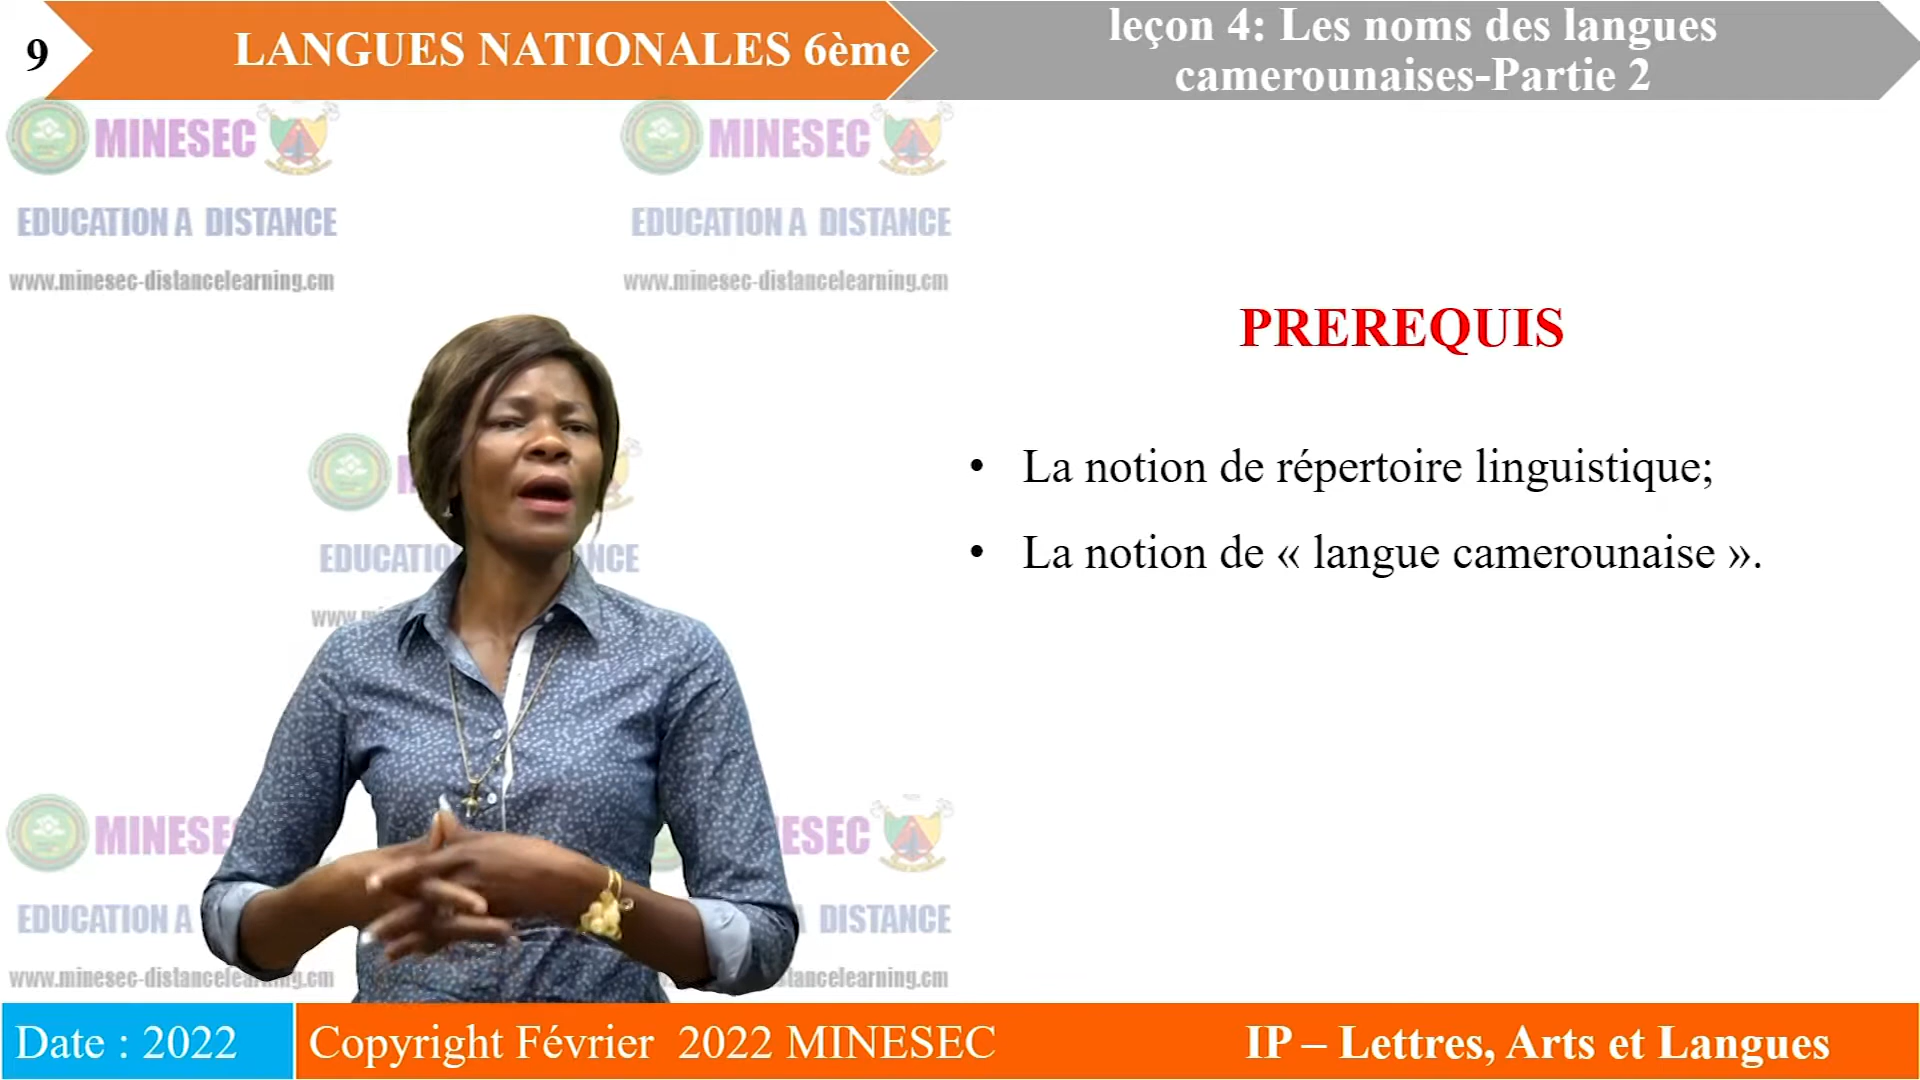 9
LANGUES NATIONALES 6ème
leçon 4: Les noms des langues
camerounaises-Partie 2
MINESEC
EDUCATION A DISTANCE
www.minesec-distancelearning.cm
MINESEC
EDUCATION A DISTANCE
www.minesec-distancelearning.cm
PREREQUIS
• La notion de répertoire linguistique;
• La notion de « langue camerounaise ».
Date : 2022
Copyright Février 2022 MINESEC
IP – Lettres, Arts et Langues